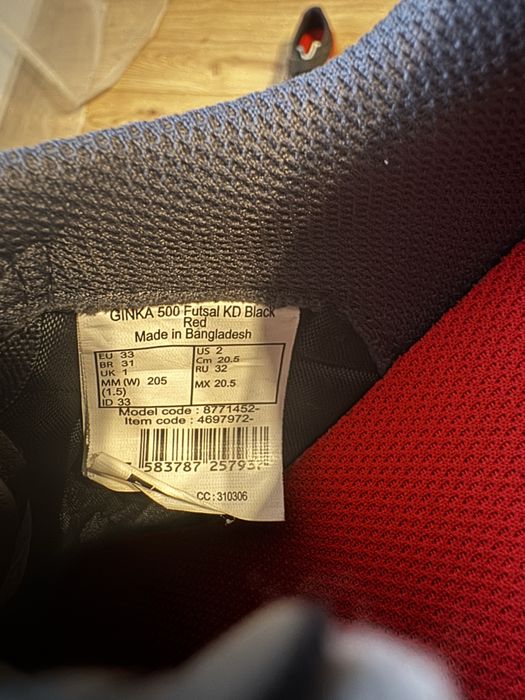 GINKA 500 Futsal KD Black
Red
Made in Bangladesh
EU 33 US 2
BR 31 Cm 20.5
UK 1 RU 32
MM (W) 205 MX 20.5
(1.5)
ID 33
Model code : 8771452-
Item code : 4697972-
583787 25793
CC : 310306